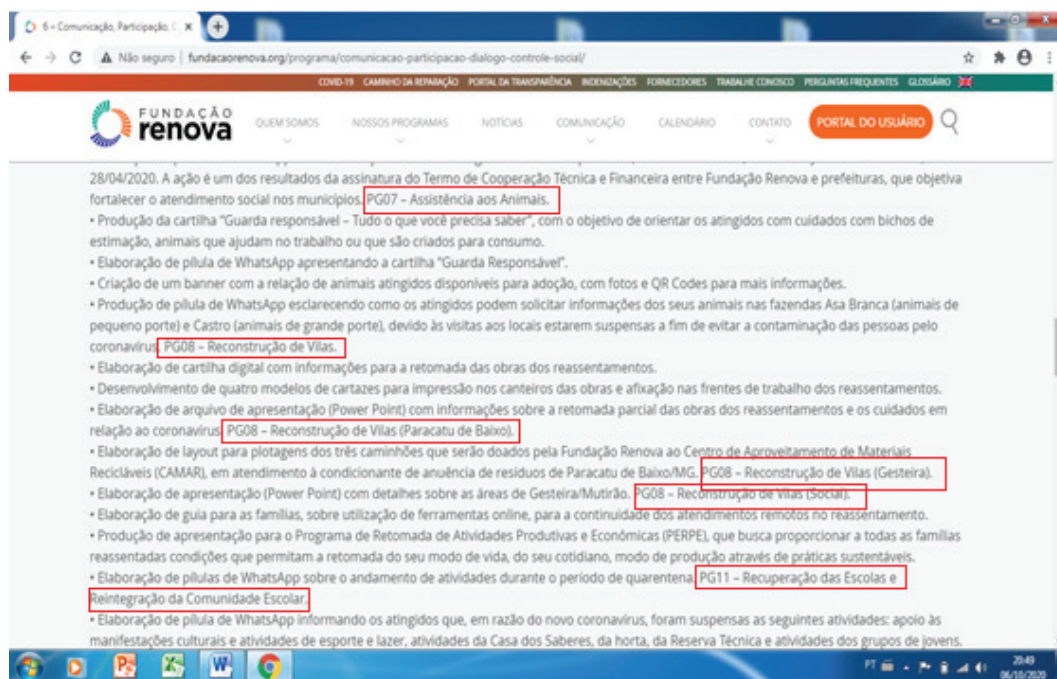 6 - Comunicação, Participação, D
Não seguro | fundacaorenova.org/programa/comunicacao-participacao-dialogo-controle-social/
COVID-19 CAMINHO DA REPARAÇÃO PORTAL DA TRANSPARÊNCIA INDENIZAÇÕES FORNECEDORES TRABALHE CONOSCO PERGUNTAS FREQUENTES GLOSSÁRIO
FUNDAÇÃO
renova
QUEM SOMOS NOSSOS PROGRAMAS NOTÍCIAS COMUNICAÇÃO CALENDÁRIO CONTATO PORTAL DO USUÁRIO
28/04/2020. A ação é um dos resultados da assinatura do Termo de Cooperação Técnica e Financeira entre Fundação Renova e prefeituras, que objetiva
fortalecer o atendimento social nos municípios. PG07 – Assistência aos Animais.
• Produção da cartilha "Guarda responsável – Tudo o que você precisa saber", com o objetivo de orientar os atingidos com cuidados com bichos de
estimação, animais que ajudam no trabalho ou que são criados para consumo.
• Elaboração de pílula de WhatsApp apresentando a cartilha "Guarda Responsável".
• Criação de um banner com a relação de animais atingidos disponíveis para adoção, com fotos e QR Codes para mais informações.
• Produção de pílula de WhatsApp esclarecendo como os atingidos podem solicitar informações dos seus animais nas fazendas Asa Branca (animais de
pequeno porte) e Castro (animais de grande porte), devido às visitas aos locais estarem suspensas a fim de evitar a contaminação das pessoas pelo
coronavírus. PG08 – Reconstrução de Vilas.
• Elaboração de cartilha digital com informações para a retomada das obras dos reassentamentos.
• Desenvolvimento de quatro modelos de cartazes para impressão nos canteiros das obras e afixação nas frentes de trabalho dos reassentamentos.
• Elaboração de arquivo de apresentação (Power Point) com informações sobre a retomada parcial das obras dos reassentamentos e os cuidados em
relação ao coronavírus. PG08 – Reconstrução de Vilas (Paracatu de Baixo).
• Elaboração de layout para plotagens dos três caminhões que serão doados pela Fundação Renova ao Centro de Aproveitamento de Materiais
Recicláveis (CAMAR), em atendimento à condicionante de anuência de resíduos de Paracatu de Baixo/MG. PG08 – Reconstrução de Vilas (Gesteira).
• Elaboração de apresentação (Power Point) com detalhes sobre as áreas de Gesteira/Mutirão. PG08 – Reconstrução de Vilas (Social).
• Elaboração de guia para as famílias, sobre utilização de ferramentas online, para a continuidade dos atendimentos remotos no reassentamento.
• Produção de apresentação para o Programa de Retomada de Atividades Produtivas e Econômicas (PERPE), que busca proporcionar a todas as famílias
reassentadas condições que permitam a retomada do seu modo de vida, do seu cotidiano, modo de produção através de práticas sustentáveis.
• Elaboração de pílulas de WhatsApp sobre o andamento de atividades durante o período de quarentena. PG11 – Recuperação das Escolas e
Reintegração da Comunidade Escolar.
• Elaboração de pílula de WhatsApp informando os atingidos que, em razão do novo coronavírus, foram suspensas as seguintes atividades: apoio às
manifestações culturais e atividades de esporte e lazer, atividades da Casa dos Saberes, da horta, da Reserva Técnica e atividades dos grupos de jovens.
PT 20:49
06/10/2020